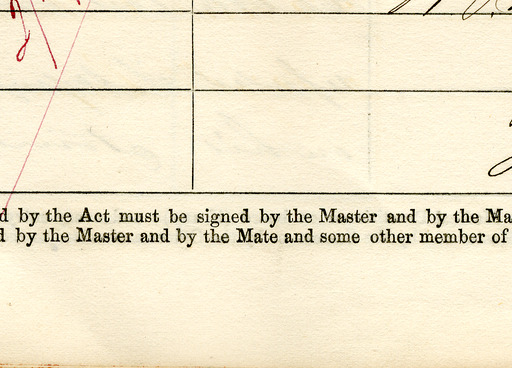 d by the Act must be signed by the Master and by the Ma
d by the Master and by the Mate and some other member of